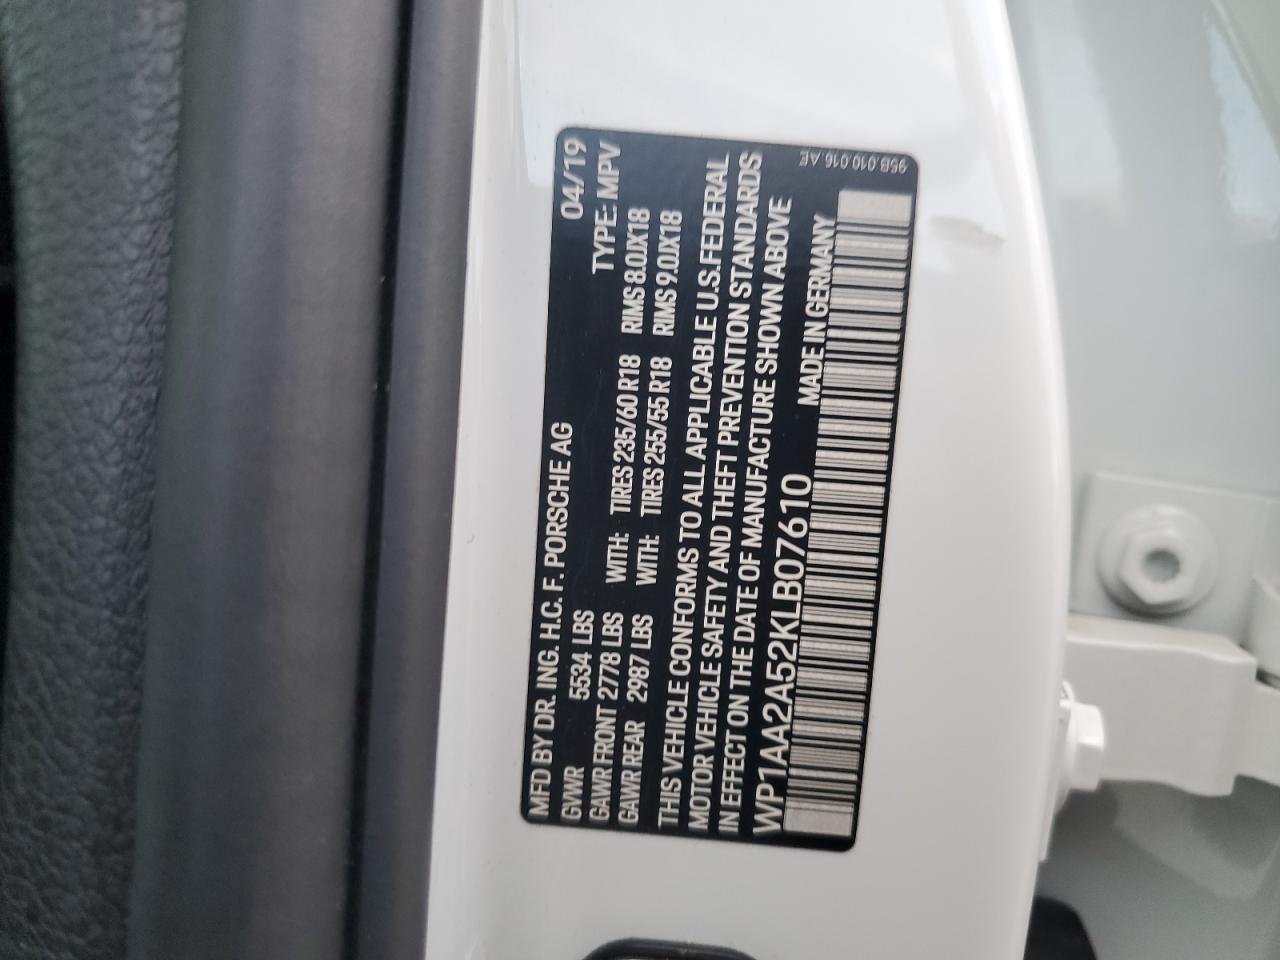 MFD BY DR. ING. H.C. F. PORSCHE AG 04/19
GVWR 5534 LBS TYPE: MPV
GAWR FRONT 2778 LBS WITH: TIRES 235/60 R18 RIMS 8.0JX18
GAWR REAR 2987 LBS WITH: TIRES 255/55 R18 RIMS 9.0JX18
THIS VEHICLE CONFORMS TO ALL APPLICABLE U.S.FEDERAL
MOTOR VEHICLE SAFETY AND THEFT PREVENTION STANDARDS
IN EFFECT ON THE DATE OF MANUFACTURE SHOWN ABOVE
WP1AA2A52KLB07610 MADE IN GERMANY
95B.010.016.AE